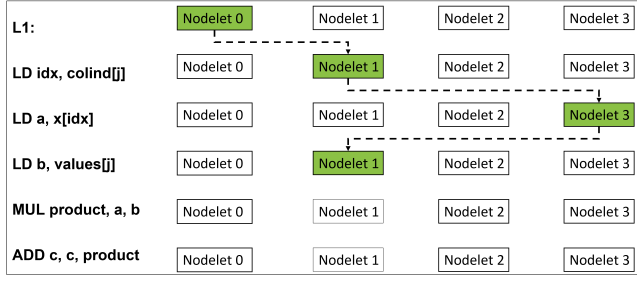 L1: Nodelet 0 Nodelet 1 Nodelet 2 Nodelet 3
LD idx, colind[j] Nodelet 0 Nodelet 1 Nodelet 2 Nodelet 3
LD a, x[idx] Nodelet 0 Nodelet 1 Nodelet 2 Nodelet 3
LD b, values[j] Nodelet 0 Nodelet 1 Nodelet 2 Nodelet 3
MUL product, a, b Nodelet 0 Nodelet 1 Nodelet 2 Nodelet 3
ADD c, c, product Nodelet 0 Nodelet 1 Nodelet 2 Nodelet 3